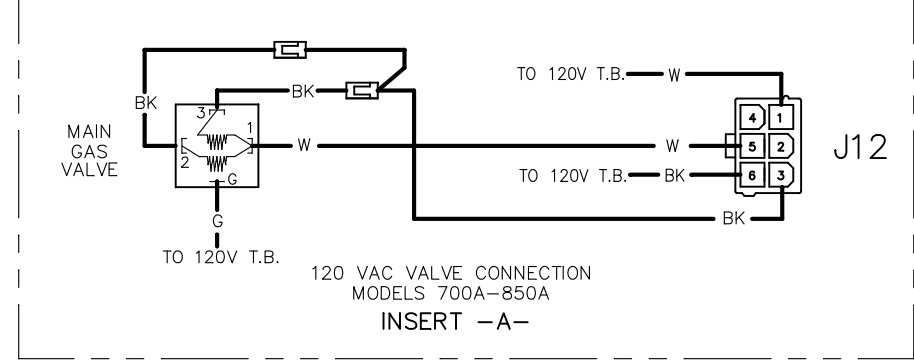 TO 120V T.B. W
BK
BK
3
1
4 1
MAIN
GAS
VALVE
2
W
W
5 2
J12
G
TO 120V T.B. BK
6 3
G
BK
TO 120V T.B.
120 VAC VALVE CONNECTION
MODELS 700A-850A
INSERT -A-